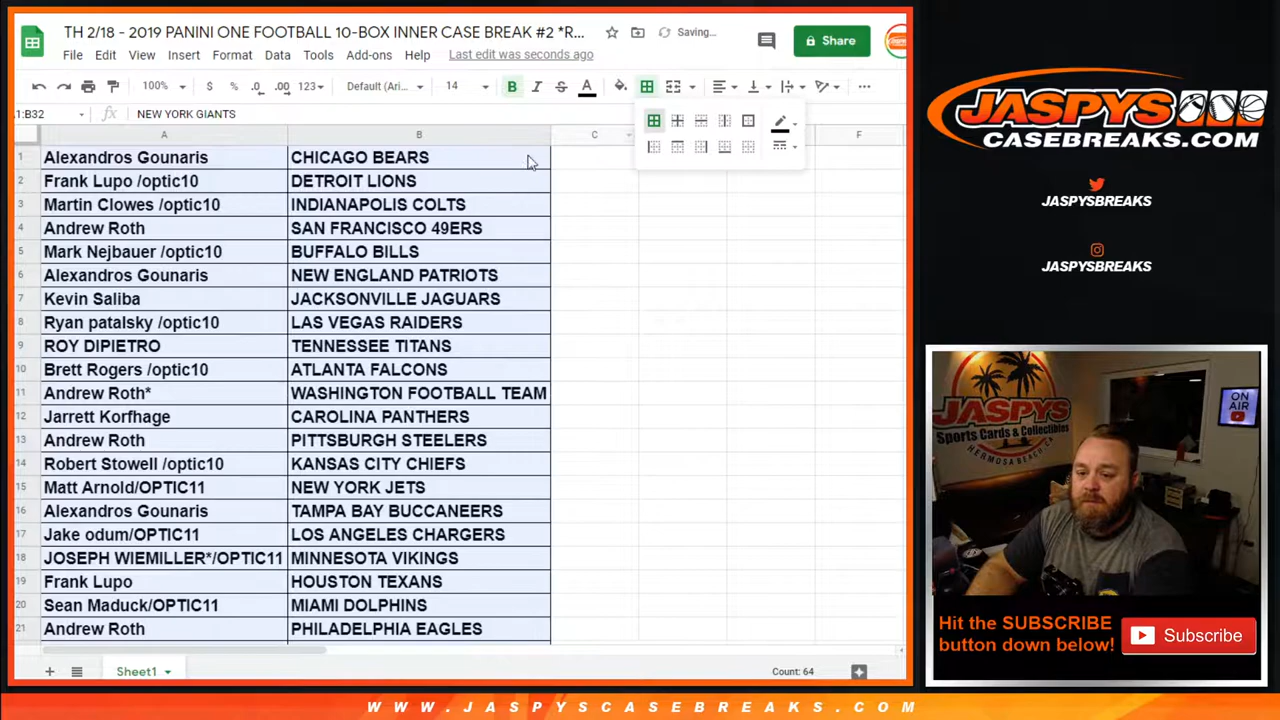 TH 2/18 - 2019 PANINI ONE FOOTBALL 10-BOX INNER CASE BREAK #2 *R...
Saving...
Share
File Edit View Insert Format Data Tools Add-ons Help Last edit was seconds ago
100% $ % .0 .00 123 Default (Ari... 14 B I S A
1:B32 fx NEW YORK GIANTS
A B C F
1 Alexandros Gounaris CHICAGO BEARS
2 Frank Lupo /optic10 DETROIT LIONS
3 Martin Clowes /optic10 INDIANAPOLIS COLTS
4 Andrew Roth SAN FRANCISCO 49ERS
5 Mark Nejbauer /optic10 BUFFALO BILLS
6 Alexandros Gounaris NEW ENGLAND PATRIOTS
7 Kevin Saliba JACKSONVILLE JAGUARS
8 Ryan patalsky /optic10 LAS VEGAS RAIDERS
9 ROY DIPIETRO TENNESSEE TITANS
10 Brett Rogers /optic10 ATLANTA FALCONS
11 Andrew Roth* WASHINGTON FOOTBALL TEAM
12 Jarrett Korfhage CAROLINA PANTHERS
13 Andrew Roth PITTSBURGH STEELERS
14 Robert Stowell /optic10 KANSAS CITY CHIEFS
15 Matt Arnold/OPTIC11 NEW YORK JETS
16 Alexandros Gounaris TAMPA BAY BUCCANEERS
17 Jake odum/OPTIC11 LOS ANGELES CHARGERS
18 JOSEPH WIEMILLER*/OPTIC11 MINNESOTA VIKINGS
19 Frank Lupo HOUSTON TEXANS
20 Sean Maduck/OPTIC11 MIAMI DOLPHINS
21 Andrew Roth PHILADELPHIA EAGLES
Sheet1
Count: 64
JASPYS
CASEBREAKS.COM
JASPYSBREAKS
JASPYSBREAKS
JASPYS
Sports Cards & Collectibles
HERMOSA BEACH, CA
ON
AIR
Hit the SUBSCRIBE
button down below!
Subscribe
WWW.JASPYSCASEBREAKS.COM